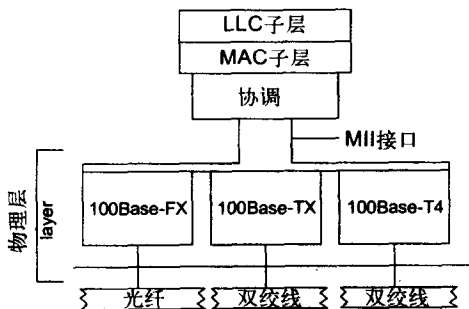 LLC子层
MAC子层
协调
MII接口
物理层
layer
100Base-FX
100Base-TX
100Base-T4
光纤
双绞线
双绞线